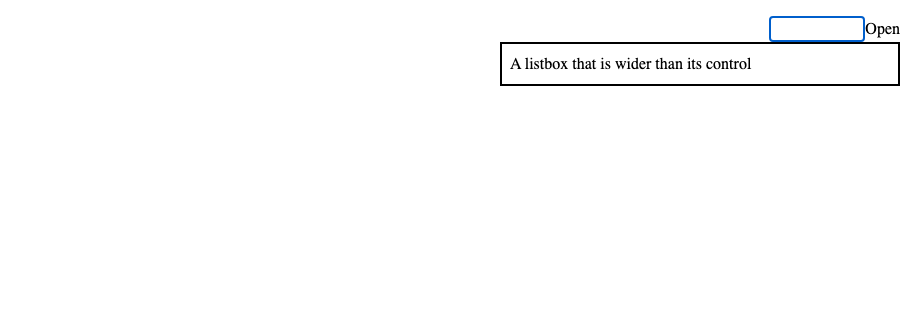 Open
A listbox that is wider than its control